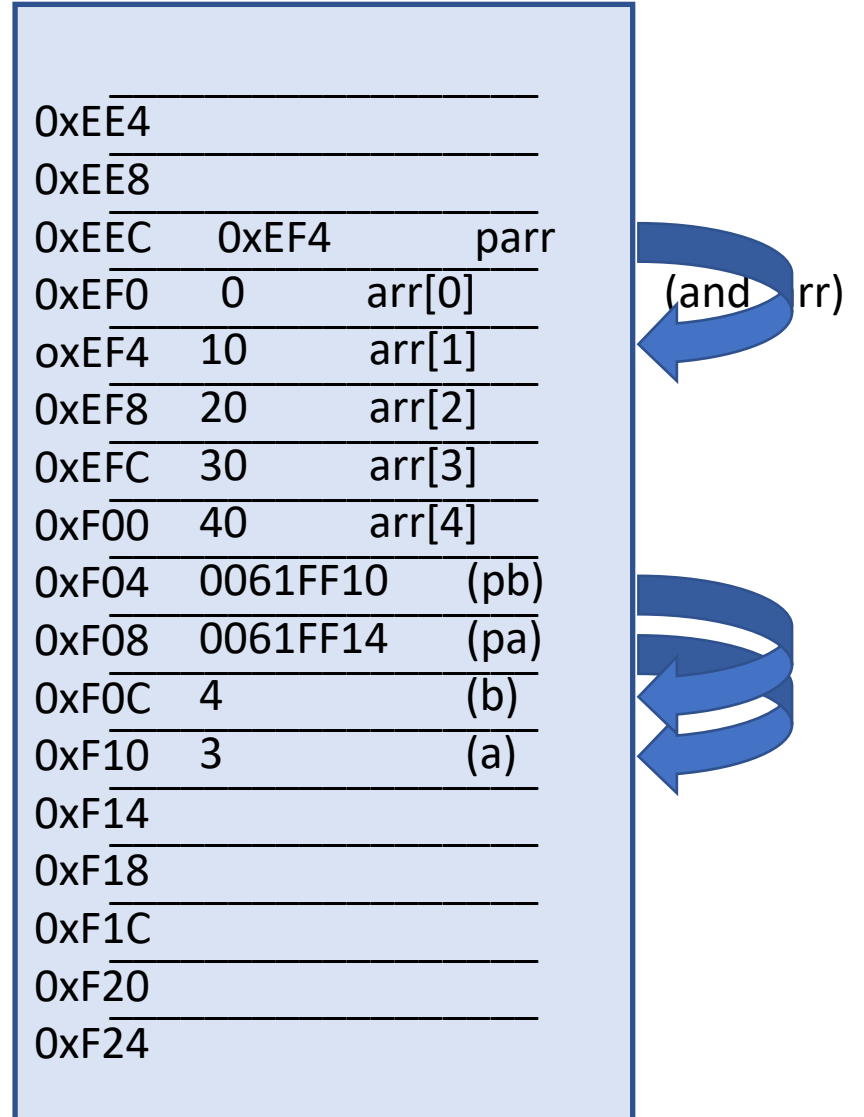 0xEE4
0xEE8
0xEEC 0xEF4 parr
0xEF0 0 arr[0] (and rr)
oxEF4 10 arr[1]
0xEF8 20 arr[2]
0xEFC 30 arr[3]
0xF00 40 arr[4]
0xF04 0061FF10 (pb)
0xF08 0061FF14 (pa)
0xF0C 4 (b)
0xF10 3 (a)
0xF14
0xF18
0xF1C
0xF20
0xF24